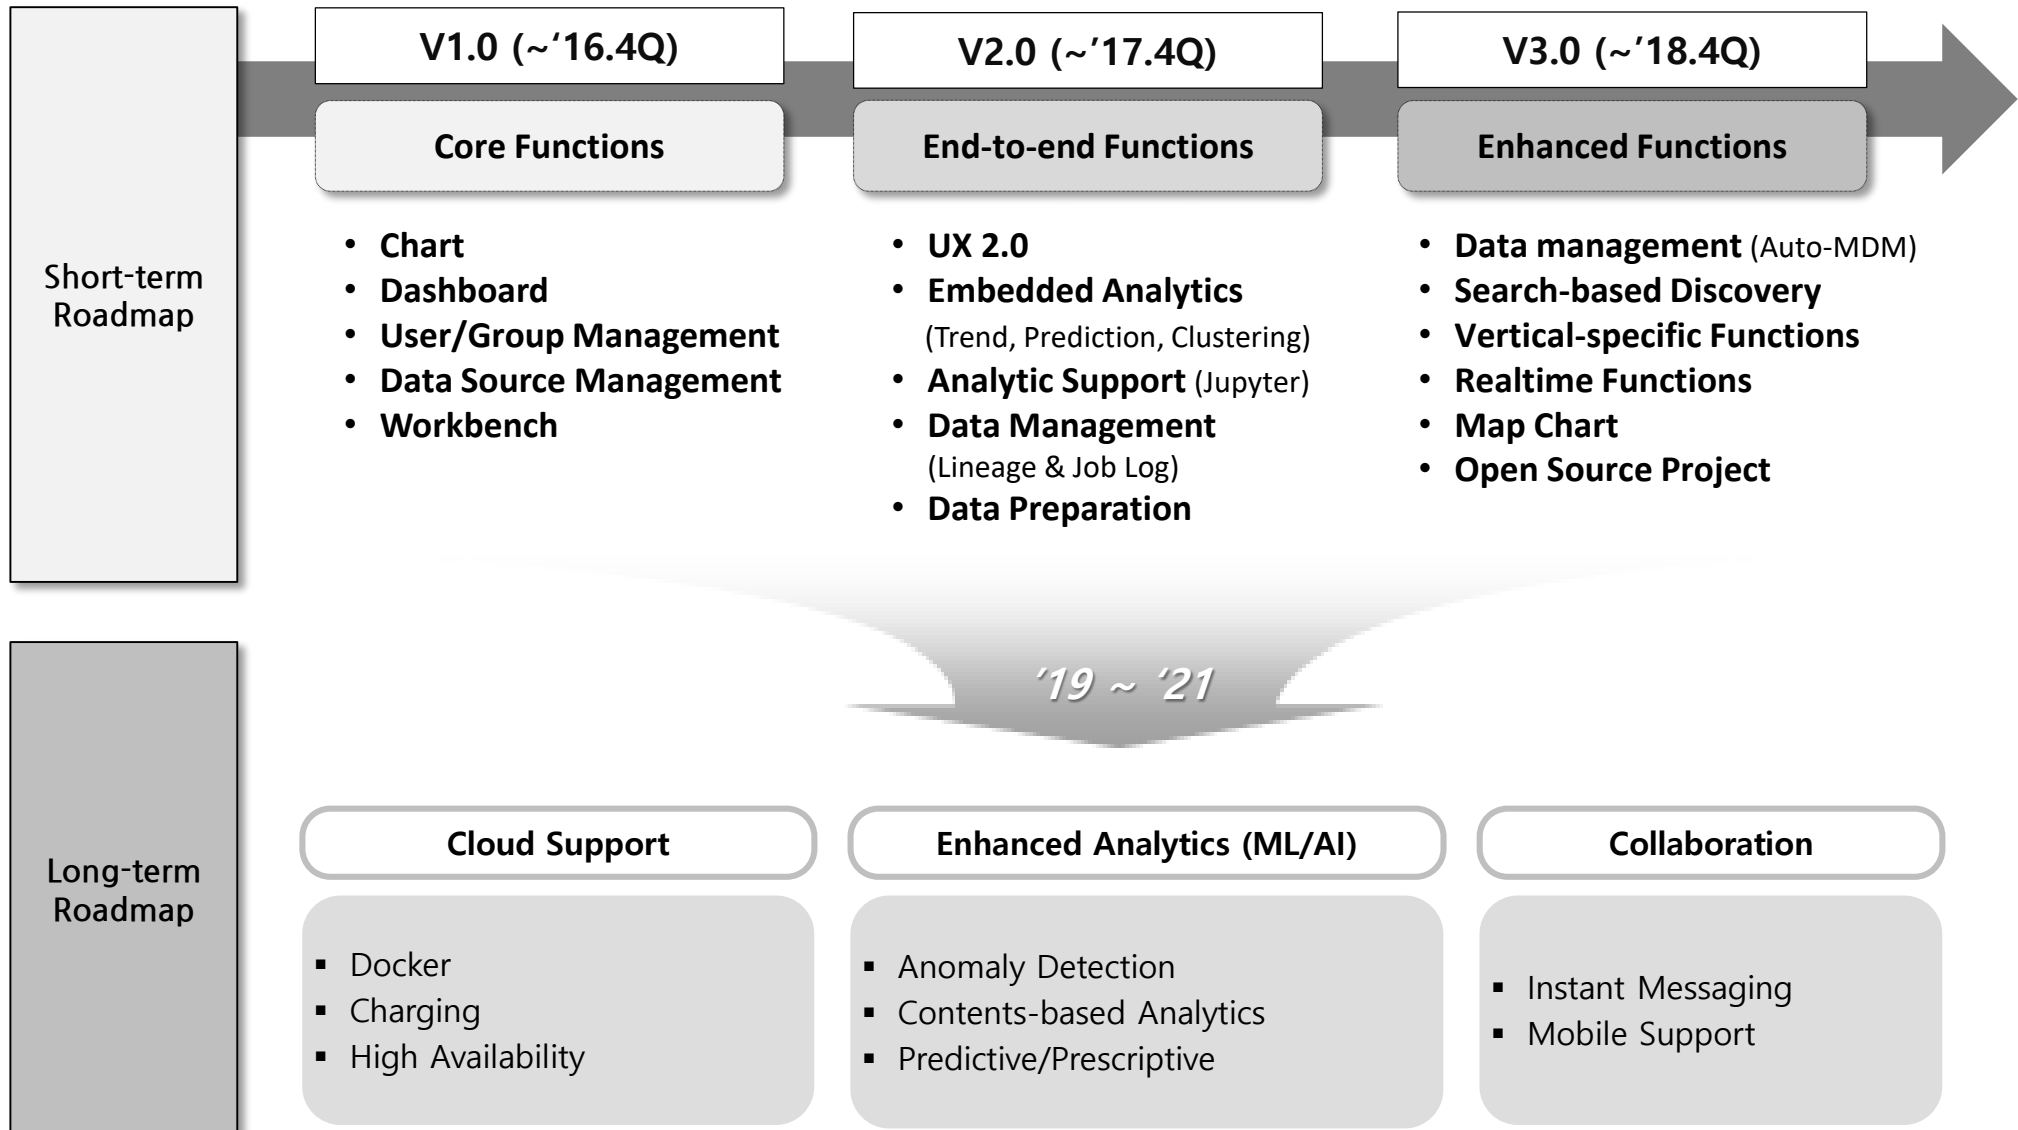 Short-term
Roadmap
V1.0 (~‘16.4Q)
Core Functions
• Chart
• Dashboard
• User/Group Management
• Data Source Management
• Workbench
V2.0 (~’17.4Q)
End-to-end Functions
• UX 2.0
• Embedded Analytics
(Trend, Prediction, Clustering)
• Analytic Support (Jupyter)
• Data Management
(Lineage & Job Log)
• Data Preparation
V3.0 (~’18.4Q)
Enhanced Functions
• Data management (Auto-MDM)
• Search-based Discovery
• Vertical-specific Functions
• Realtime Functions
• Map Chart
• Open Source Project
’19 ~ ‘21
Long-term
Roadmap
Cloud Support
▪ Docker
▪ Charging
▪ High Availability
Enhanced Analytics (ML/AI)
▪ Anomaly Detection
▪ Contents-based Analytics
▪ Predictive/Prescriptive
Collaboration
▪ Instant Messaging
▪ Mobile Support